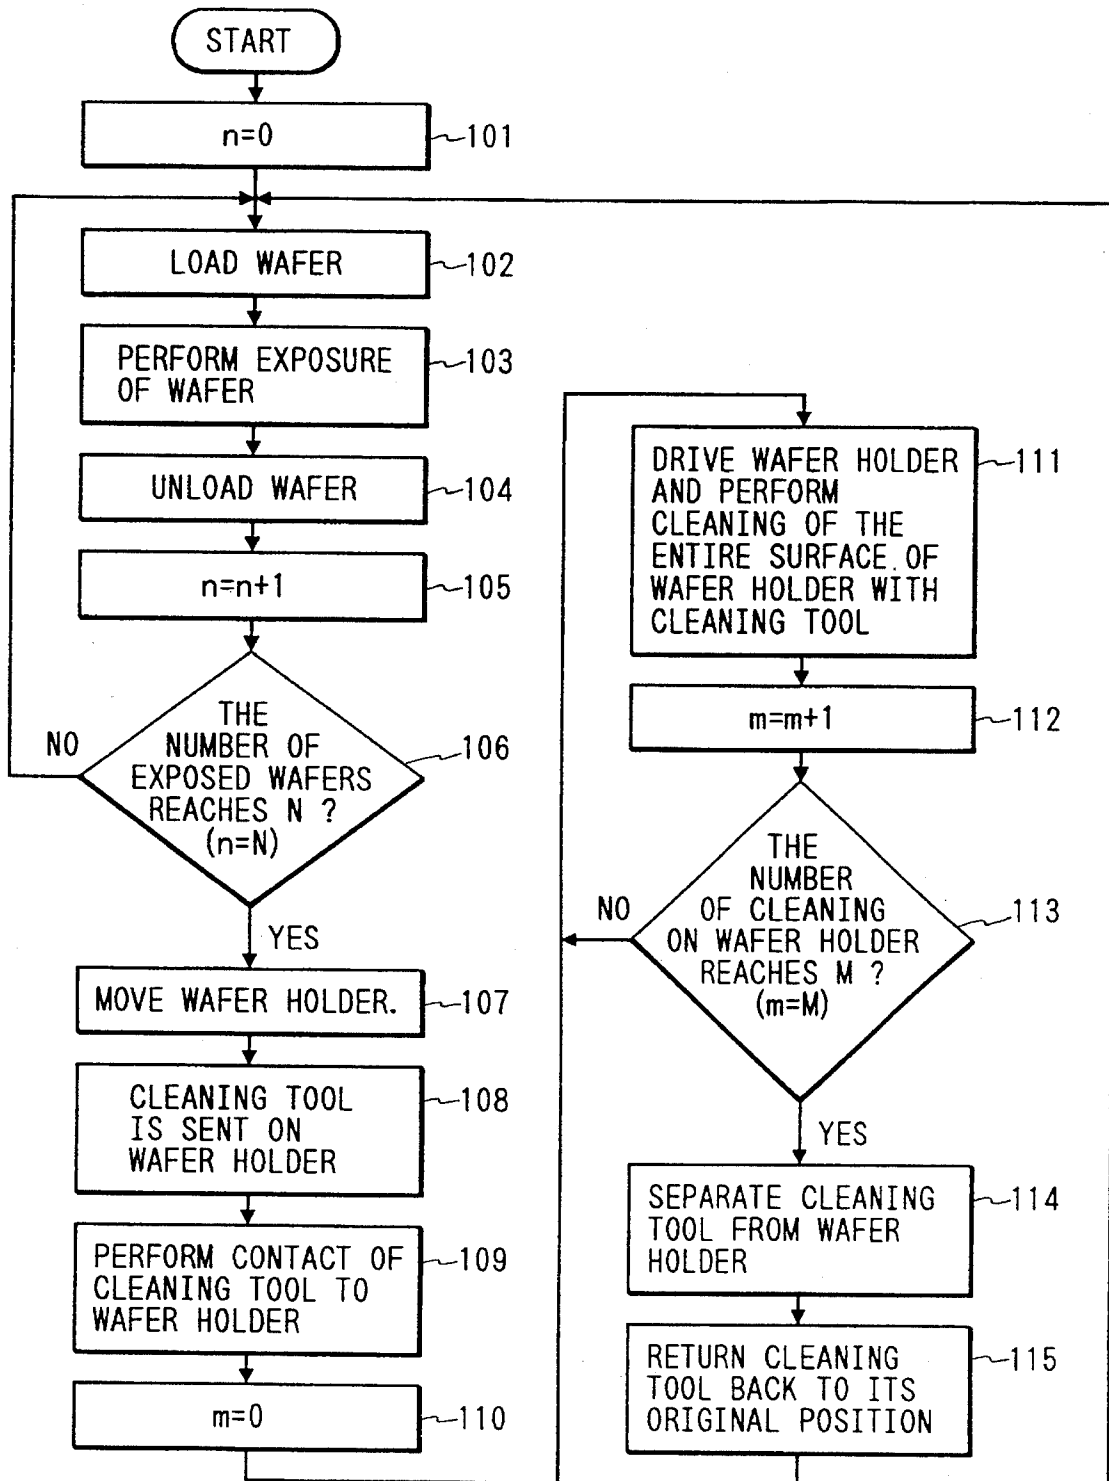 START
n=0
101
LOAD WAFER
102
PERFORM EXPOSURE
OF WAFER
103
UNLOAD WAFER
104
n=n+1
105
THE
NUMBER OF
EXPOSED WAFERS
REACHES N ?
(n=N)
106
NO
YES
MOVE WAFER HOLDER.
107
CLEANING TOOL
IS SENT ON
WAFER HOLDER
108
PERFORM CONTACT OF
CLEANING TOOL TO
WAFER HOLDER
109
m=0
110
DRIVE WAFER HOLDER
AND PERFORM
CLEANING OF THE
ENTIRE SURFACE OF
WAFER HOLDER WITH
CLEANING TOOL
111
m=m+1
112
THE
NUMBER
OF CLEANING
ON WAFER HOLDER
REACHES M ?
(m=M)
113
NO
YES
SEPARATE CLEANING
TOOL FROM WAFER
HOLDER
114
RETURN CLEANING
TOOL BACK TO ITS
ORIGINAL POSITION
115